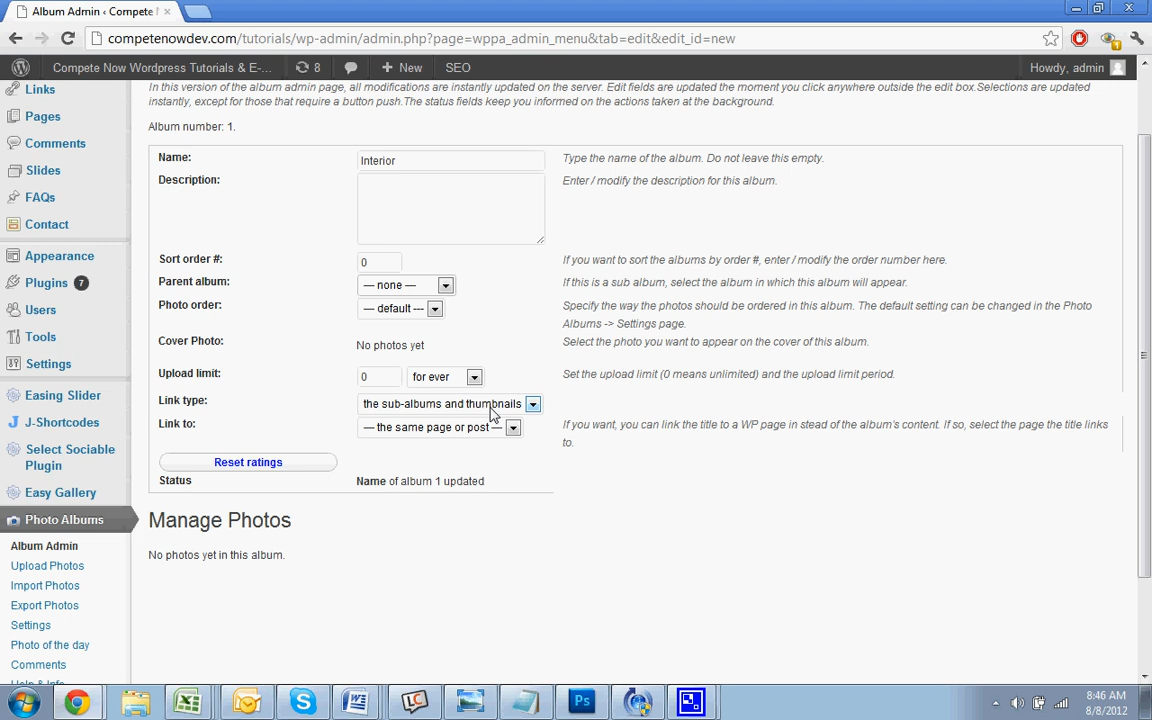 Album Admin ‹ Compete N
competenowdev.com/tutorials/wp-admin/admin.php?page=wppa_admin_menu&tab=edit&edit_id=new
Compete Now Wordpress Tutorials & E-... 8 New SEO Howdy, admin
In this version of the album admin page, all modifications are instantly updated on the server. Edit fields are updated the moment you click anywhere outside the edit box.Selections are updated
instantly, except for those that require a button push.The status fields keep you informed on the actions taken at the background.
Album number: 1.
Name: Interior Type the name of the album. Do not leave this empty.
Description: Enter / modify the description for this album.
Sort order #: 0 If you want to sort the albums by order #, enter / modify the order number here.
Parent album: — none — If this is a sub album, select the album in which this album will appear.
Photo order: — default --- Specify the way the photos should be ordered in this album. The default setting can be changed in the Photo
Albums -> Settings page.
Cover Photo: No photos yet Select the photo you want to appear on the cover of this album.
Upload limit: 0 for ever Set the upload limit (0 means unlimited) and the upload limit period.
Link type: the sub-albums and thumbnails
Link to: — the same page or post — If you want, you can link the title to a WP page in stead of the album's content. If so, select the page the title links
to.
Reset ratings
Status Name of album 1 updated
Manage Photos
No photos yet in this album.
Links
Pages
Comments
Slides
FAQs
Contact
Appearance
Plugins 7
Users
Tools
Settings
Easing Slider
J-Shortcodes
Select Sociable
Plugin
Easy Gallery
Photo Albums
Album Admin
Upload Photos
Import Photos
Export Photos
Settings
Photo of the day
Comments
Help & Info
8:46 AM
8/8/2012